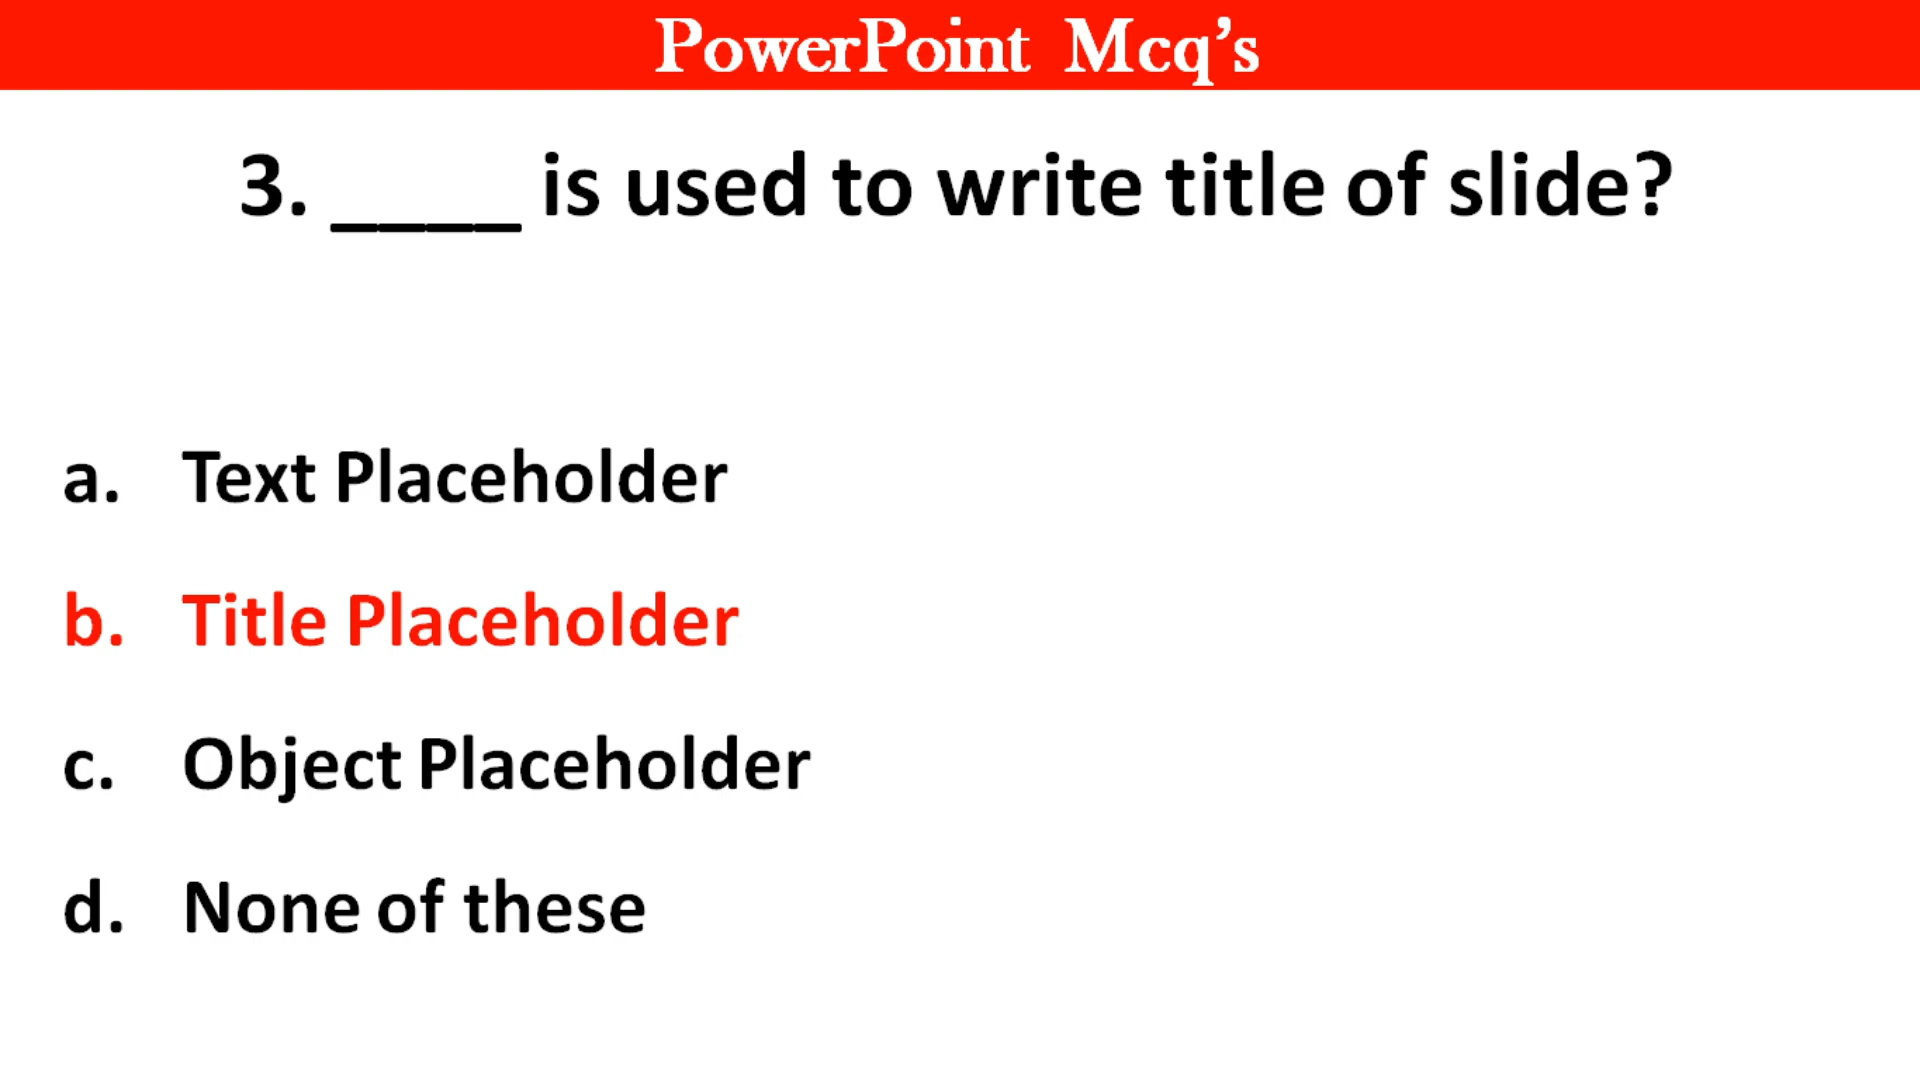 PowerPoint Mcq’s
3. ____ is used to write title of slide?
a. Text Placeholder
b. Title Placeholder
c. Object Placeholder
d. None of these